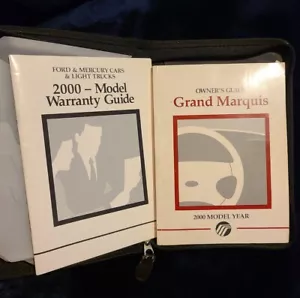 FORD & MERCURY CARS
& LIGHT TRUCKS
2000 – Model
Warranty Guide
OWNER'S GUIDE
Grand Marquis
2000 MODEL YEAR